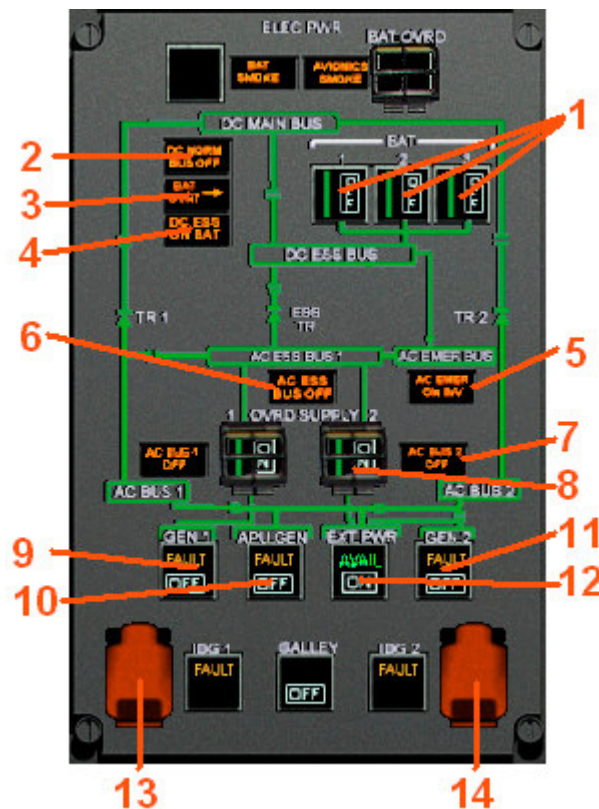 ELEC PWR
BAT OVRD
BAT
SMOKE
AVIONICS
SMOKE
DC MAIN BUS
1
2
DC NORM
BUS OFF
BAT
1 2 3
OFF OFF OFF
3
BAT
4
DC ESS
ON BAT
DC ESS BUS
TR 1
ESS
TR
TR 2
6
AC ESS BUS 1
AC EMER BUS
5
AC ESS
BUS OFF
AC EMER
ON INV
1 OVRD SUPPLY 2
7
AC BUS 1
OFF
ON
ON
AC BUS 2
OFF
8
AC BUS 1
AC BUS 2
GEN 1
APU.GEN
EXT.PWR
GEN 2
11
9
FAULT
OFF
FAULT
OFF
AVAIL
ON
FAULT
OFF
10
12
IDG 1
GALLEY
IDG 2
FAULT
OFF
FAULT
13
14